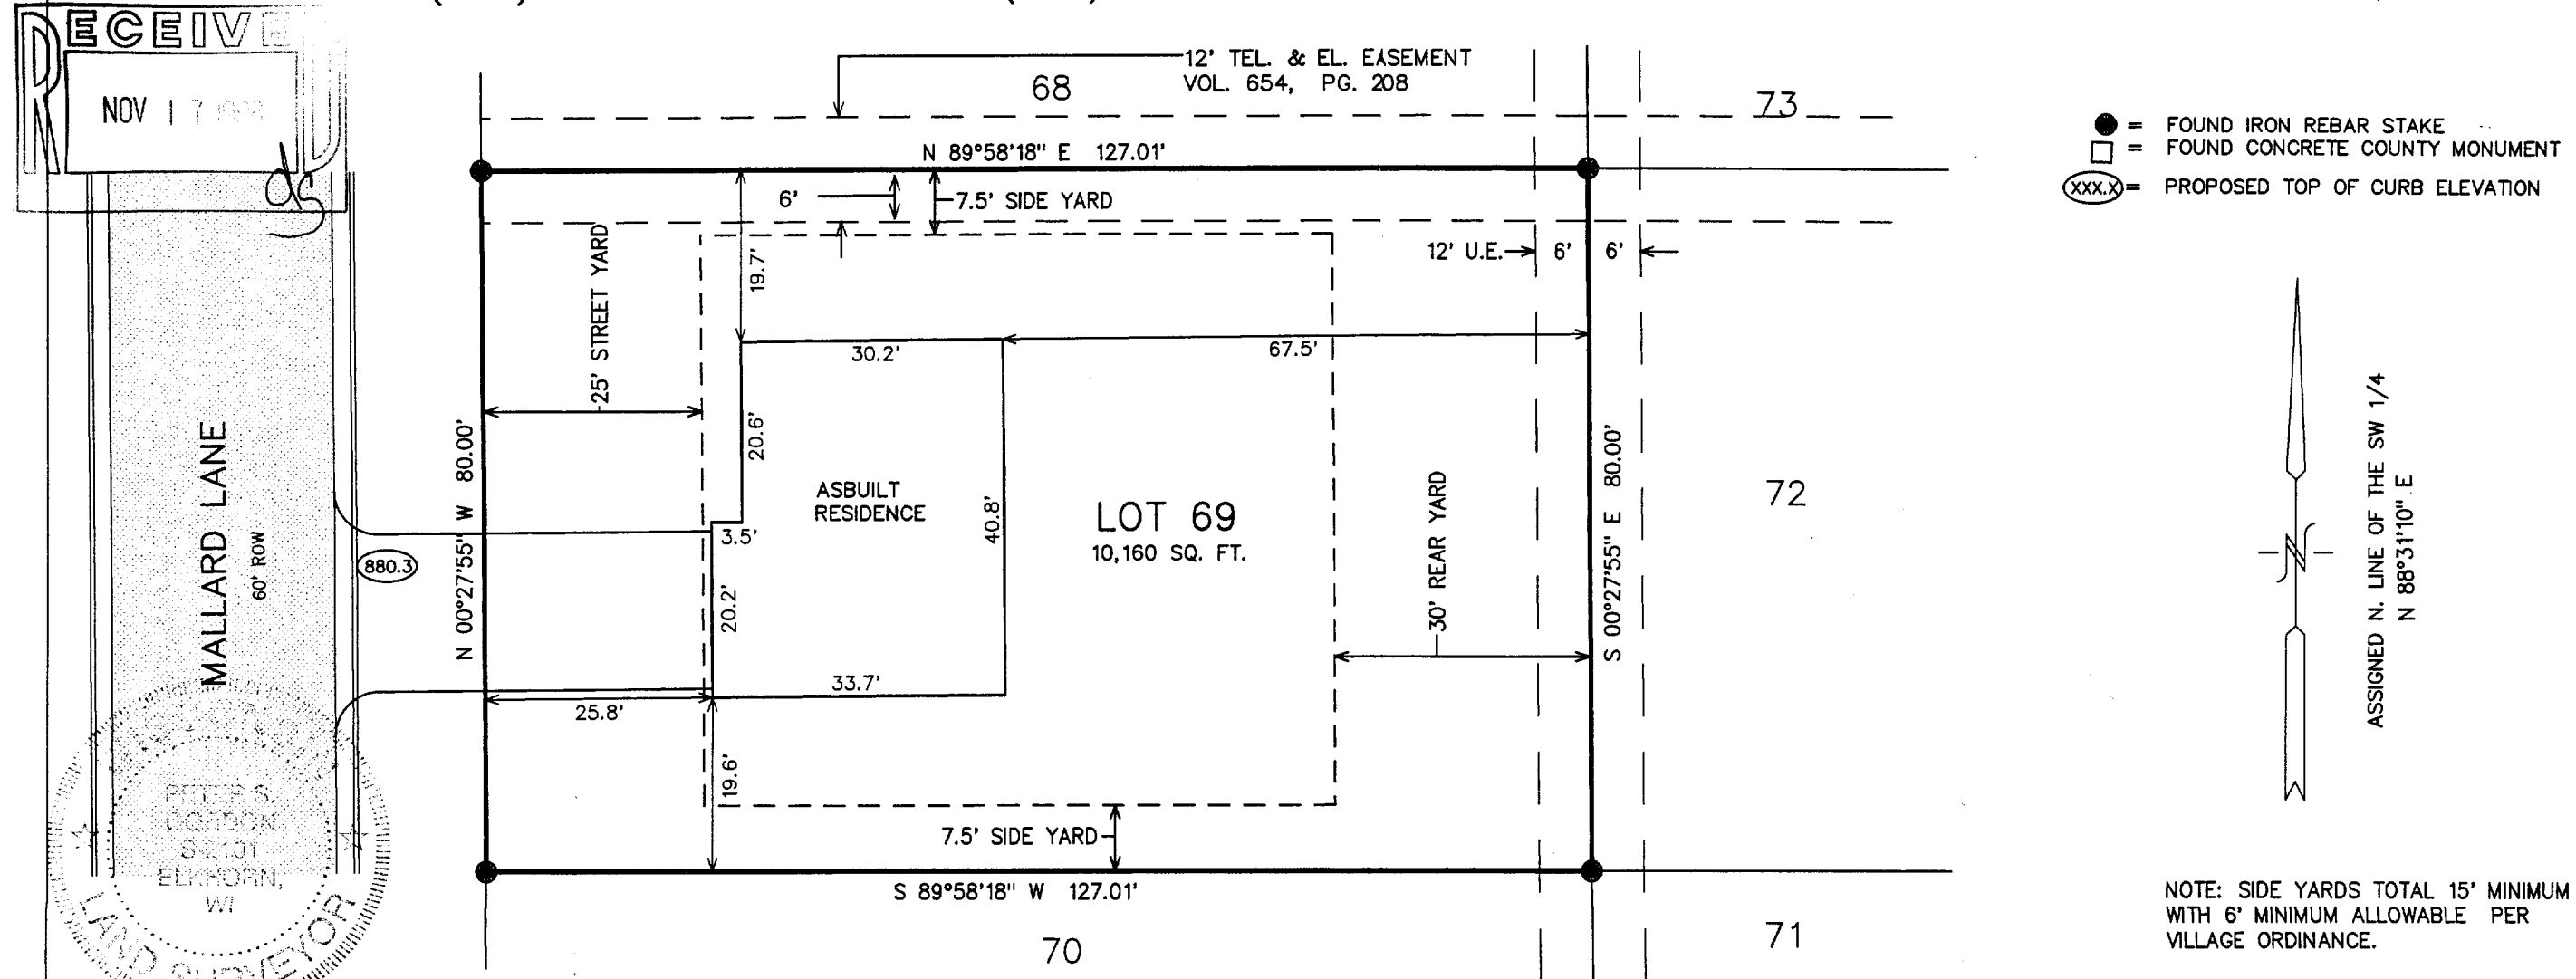 RECEIVED
NOV 17
ds
12' TEL. & EL. EASEMENT
VOL. 654, PG. 208
68
73
N 89°58'18" E 127.01'
6'
7.5' SIDE YARD
12' U.E.
6'
6'
25' STREET YARD
19.7'
30.2'
67.5'
20.6'
ASBUILT
RESIDENCE
40.8'
3.5'
20.2'
33.7'
25.8'
19.6'
LOT 69
10,160 SQ. FT.
30' REAR YARD
N 00°27'55" W 80.00'
S 00°27'55" E 80.00'
72
MALLARD LANE
60' ROW
880.3
7.5' SIDE YARD
S 89°58'18" W 127.01'
70
71
PETER S.
GORDON
S-2101
ELKHORN,
WI
LAND SURVEYOR
= FOUND IRON REBAR STAKE
= FOUND CONCRETE COUNTY MONUMENT
XXX.X = PROPOSED TOP OF CURB ELEVATION
N
ASSIGNED N. LINE OF THE SW 1/4
N 88°31'10" E
NOTE: SIDE YARDS TOTAL 15' MINIMUM
WITH 6' MINIMUM ALLOWABLE PER
VILLAGE ORDINANCE.